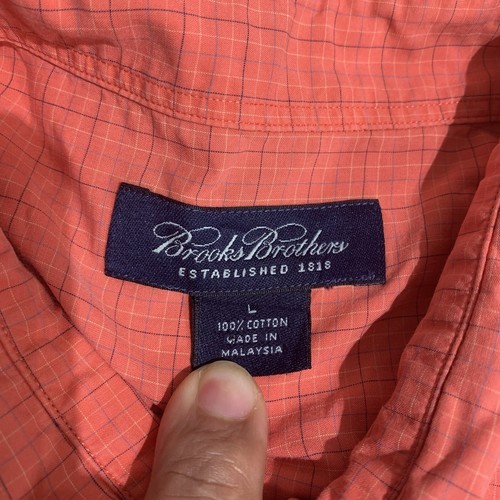 Brooks Brothers
ESTABLISHED 1818
L
100% COTTON
MADE IN
MALAYSIA